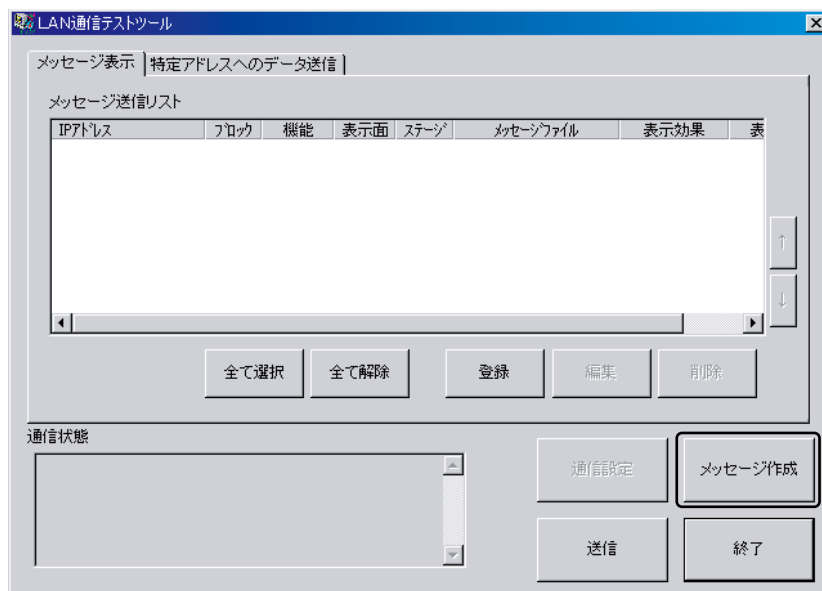 LAN通信テストツール
メッセージ表示 特定アドレスへのデータ送信
メッセージ送信リスト
IPアドレス ブロック 機能 表示面 ステージ メッセージファイル 表示効果 表
↑
↓
全て選択 全て解除 登録 編集 削除
通信状態
通信設定 メッセージ作成
送信 終了